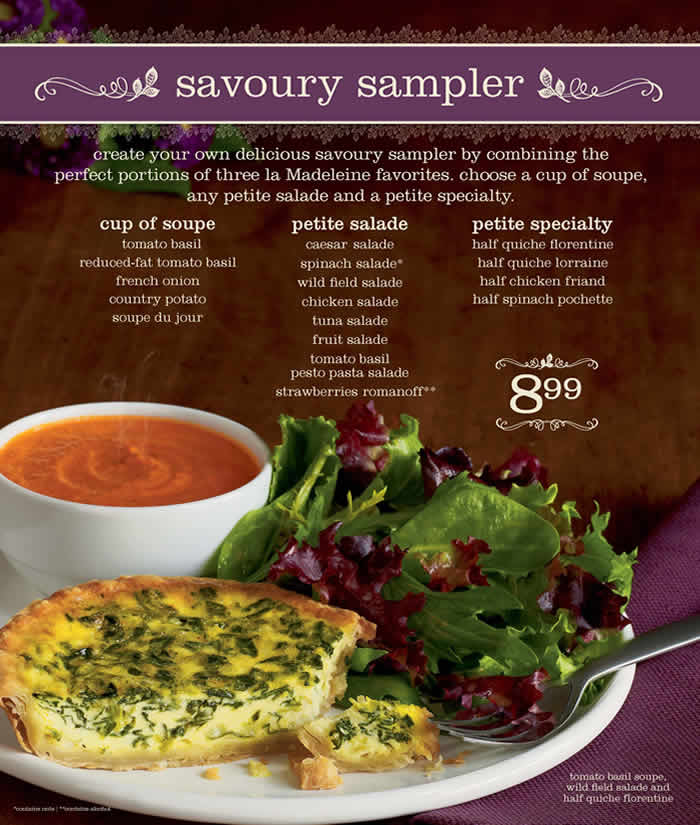 savoury sampler
create your own delicious savoury sampler by combining the
perfect portions of three la Madeleine favorites. choose a cup of soupe,
any petite salade and a petite specialty.
cup of soupe
tomato basil
reduced-fat tomato basil
french onion
country potato
soupe du jour
petite salade
caesar salade
spinach salade*
wild field salade
chicken salade
tuna salade
fruit salade
tomato basil
pesto pasta salade
strawberries romanoff**
petite specialty
half quiche florentine
half quiche lorraine
half chicken friand
half spinach pochette
8.99
tomato basil soupe,
wild field salade and
half quiche florentine
*contains nuts | **contains alcohol